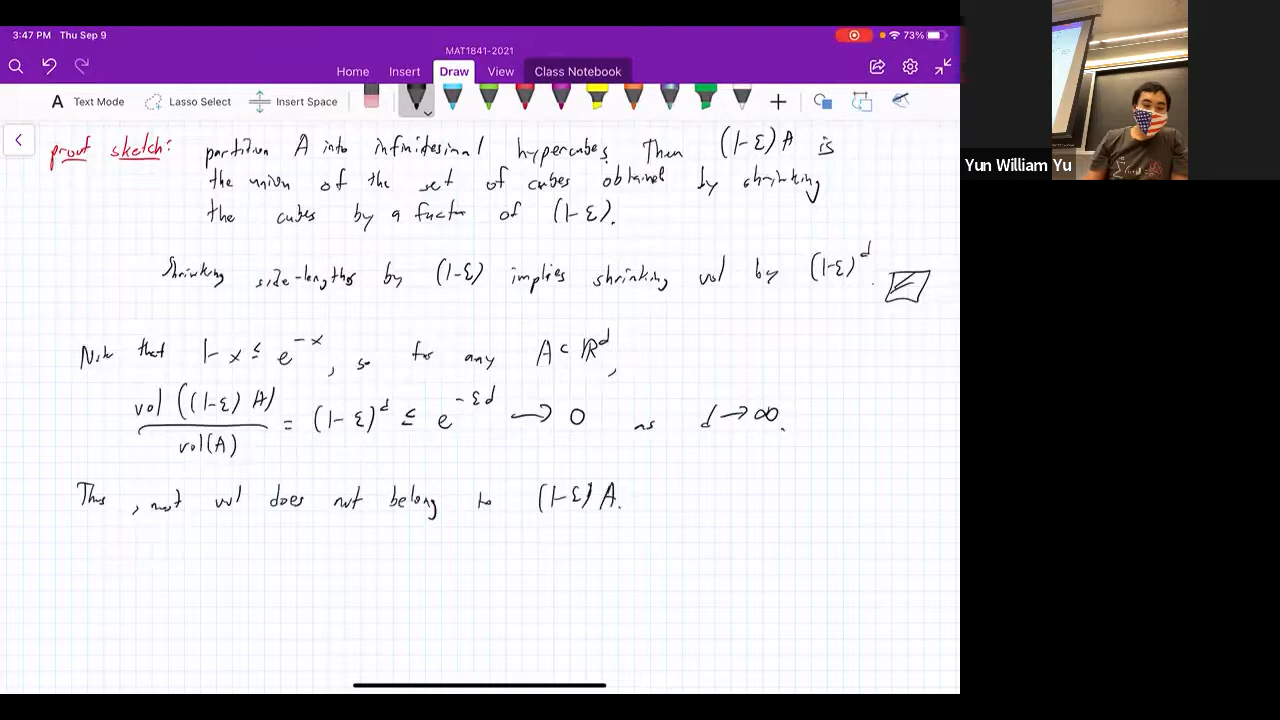 3:47 PM Thu Sep 9
73%
MAT1841-2021
Home Insert Draw View Class Notebook
A Text Mode Lasso Select Insert Space
proof sketch: partition A into infinitesimal hypercubes. Then (1-ε)A is
the union of the set of cubes obtained by shrinking
the cubes by a factor of (1-ε).
Shrinking side-lengths by (1-ε) implies shrinking vol by (1-ε)^d.
Note that 1-x ≤ e^{-x}, so for any A ⊂ ℝ^d,
vol((1-ε)A)/vol(A) = (1-ε)^d ≤ e^{-εd} → 0 as d → ∞.
Thus, most vol does not belong to (1-ε)A.
Yun William Yu